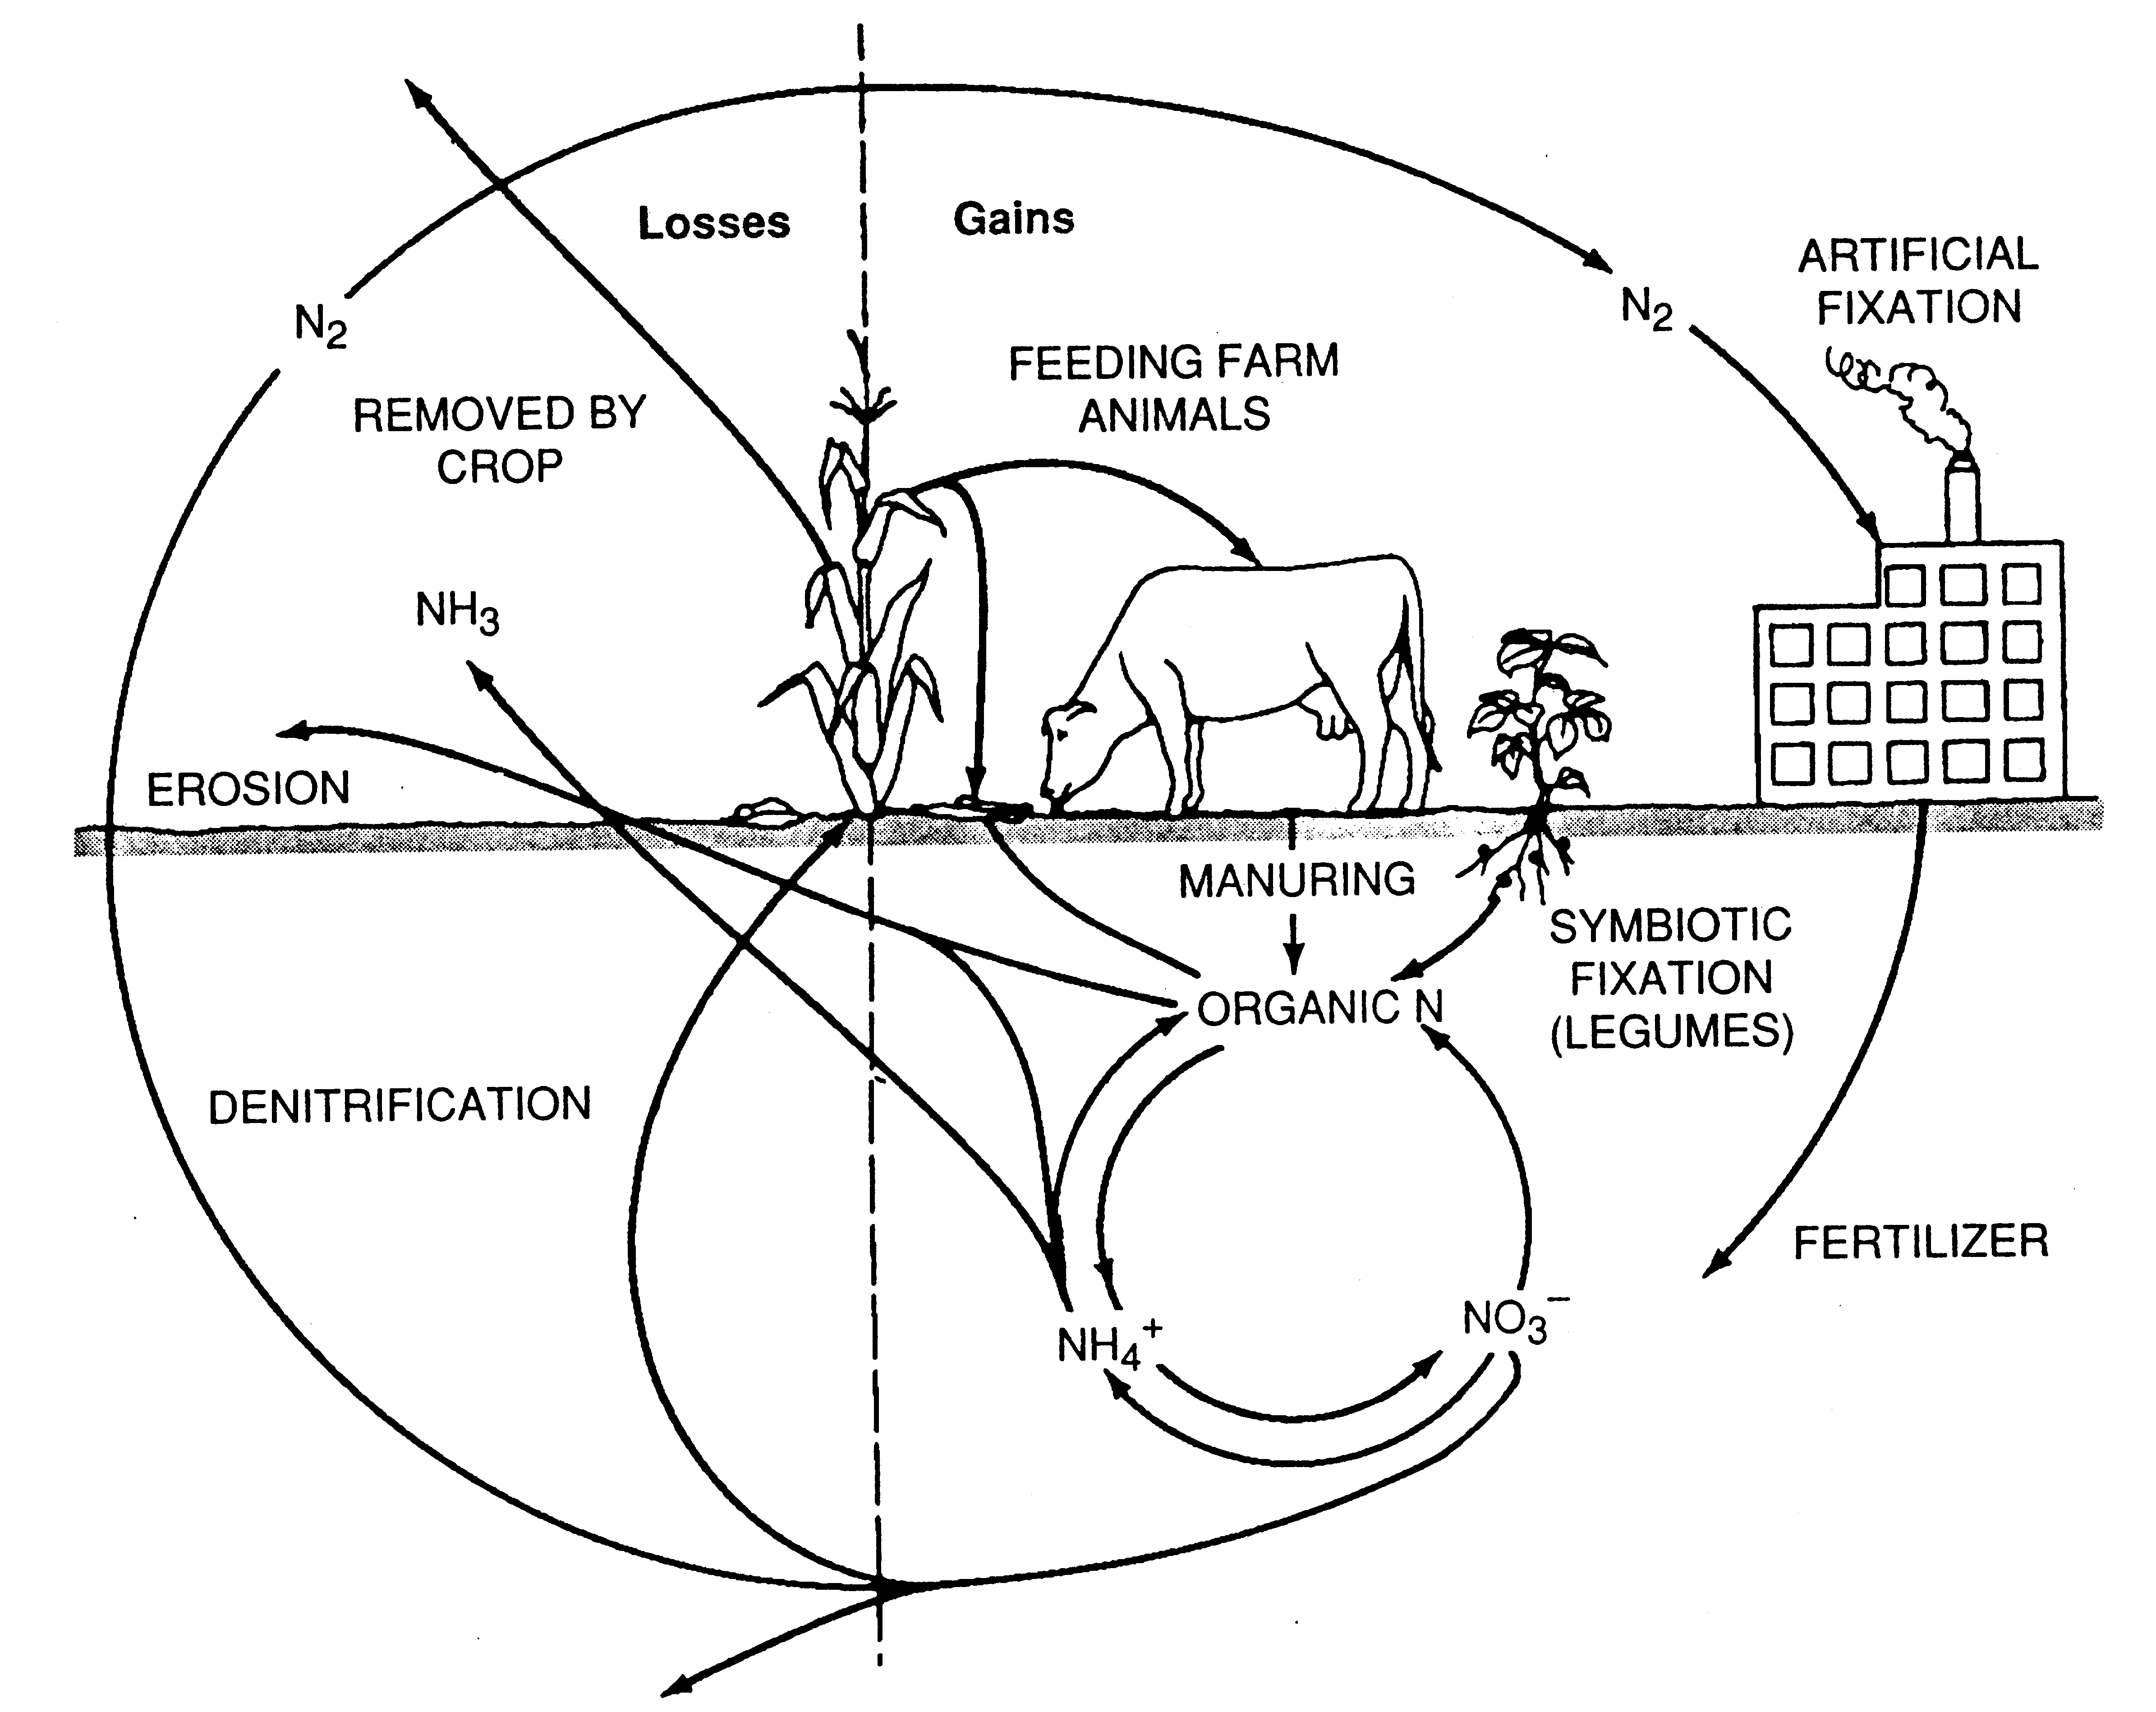 Losses
Gains
ARTIFICIAL
FIXATION
N2
N2
FEEDING FARM
ANIMALS
REMOVED BY
CROP
NH3
EROSION
MANURING
SYMBIOTIC
FIXATION
(LEGUMES)
ORGANIC N
DENITRIFICATION
FERTILIZER
NH4+
NO3−